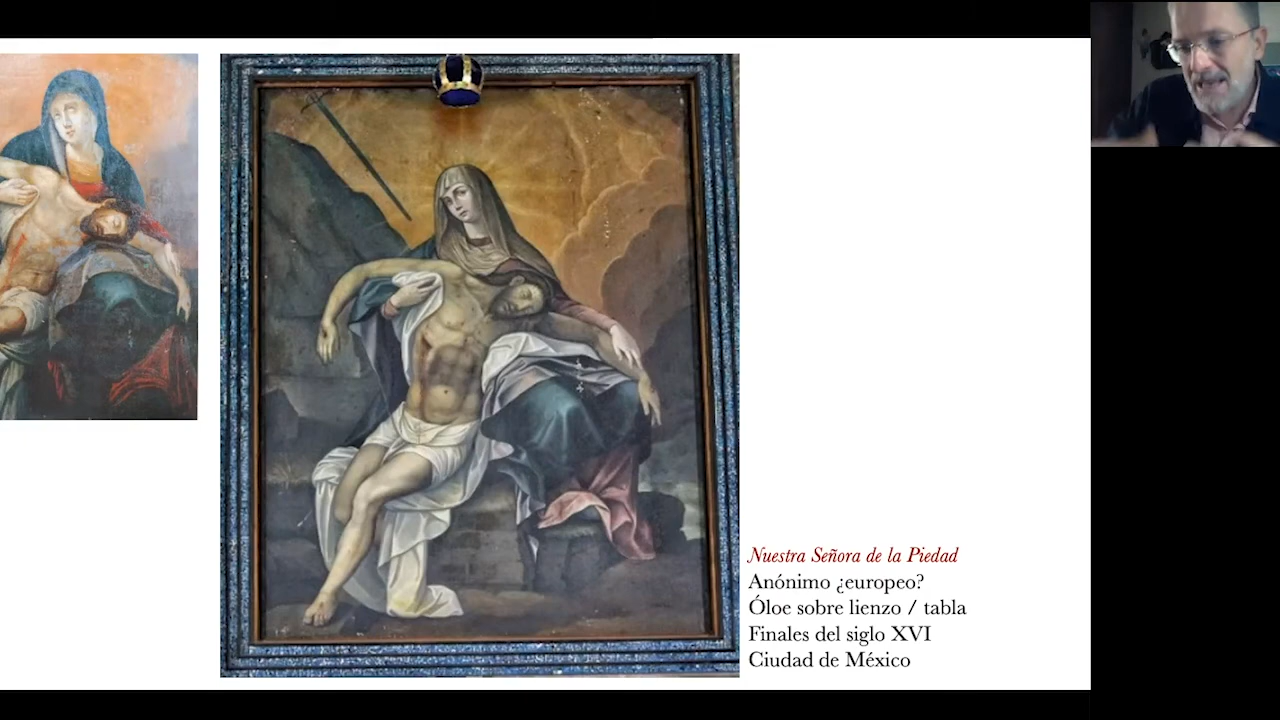 Nuestra Señora de la Piedad
Anónimo ¿europeo?
Óloe sobre lienzo / tabla
Finales del siglo XVI
Ciudad de México